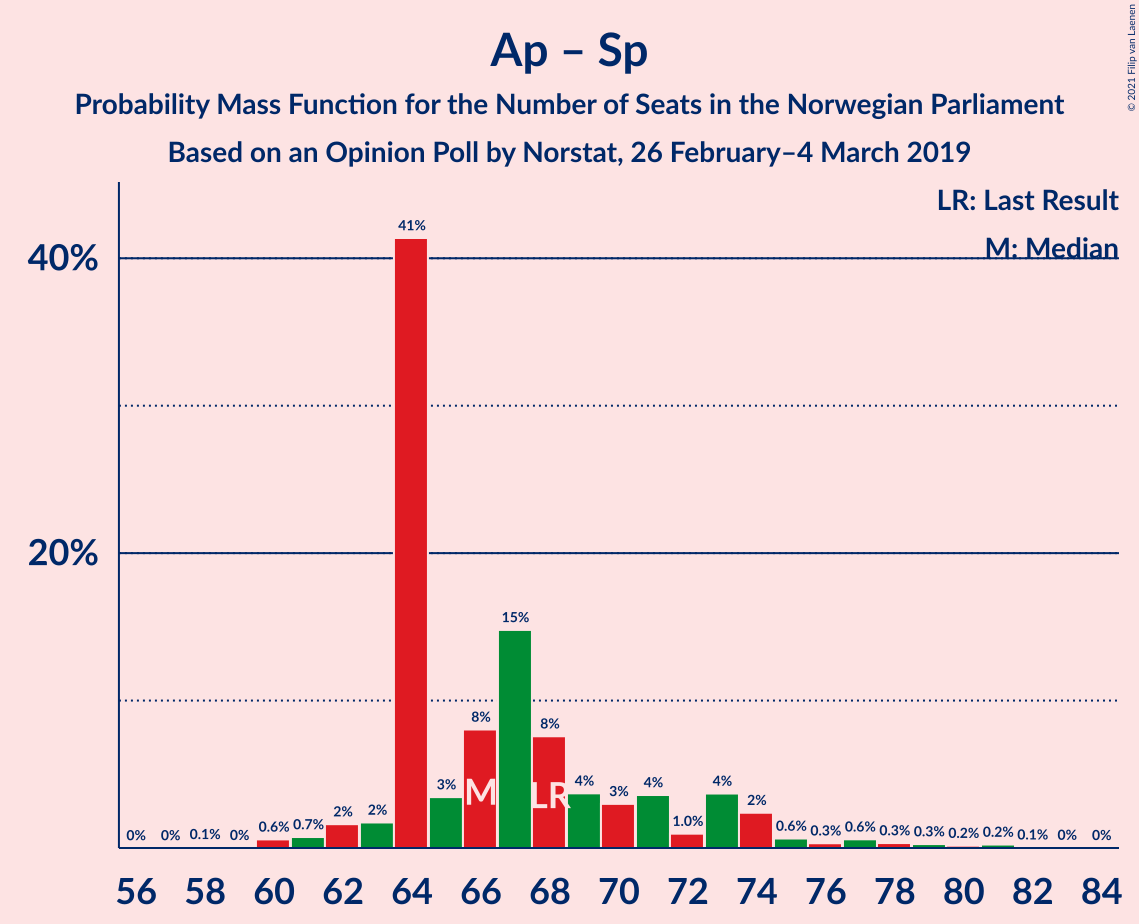 Ap – Sp
Probability Mass Function for the Number of Seats in the Norwegian Parliament
Based on an Opinion Poll by Norstat, 26 February–4 March 2019
© 2021 Filip van Laenen
LR: Last Result
M: Median
40%
20%
0% 0% 0.1% 0% 0.6% 0.7% 2% 2% 41% 3% 8% 15% 8% 4% 3% 4% 1.0% 4% 2% 0.6% 0.3% 0.6% 0.3% 0.3% 0.2% 0.2% 0.1% 0% 0%
M LR
56 58 60 62 64 66 68 70 72 74 76 78 80 82 84